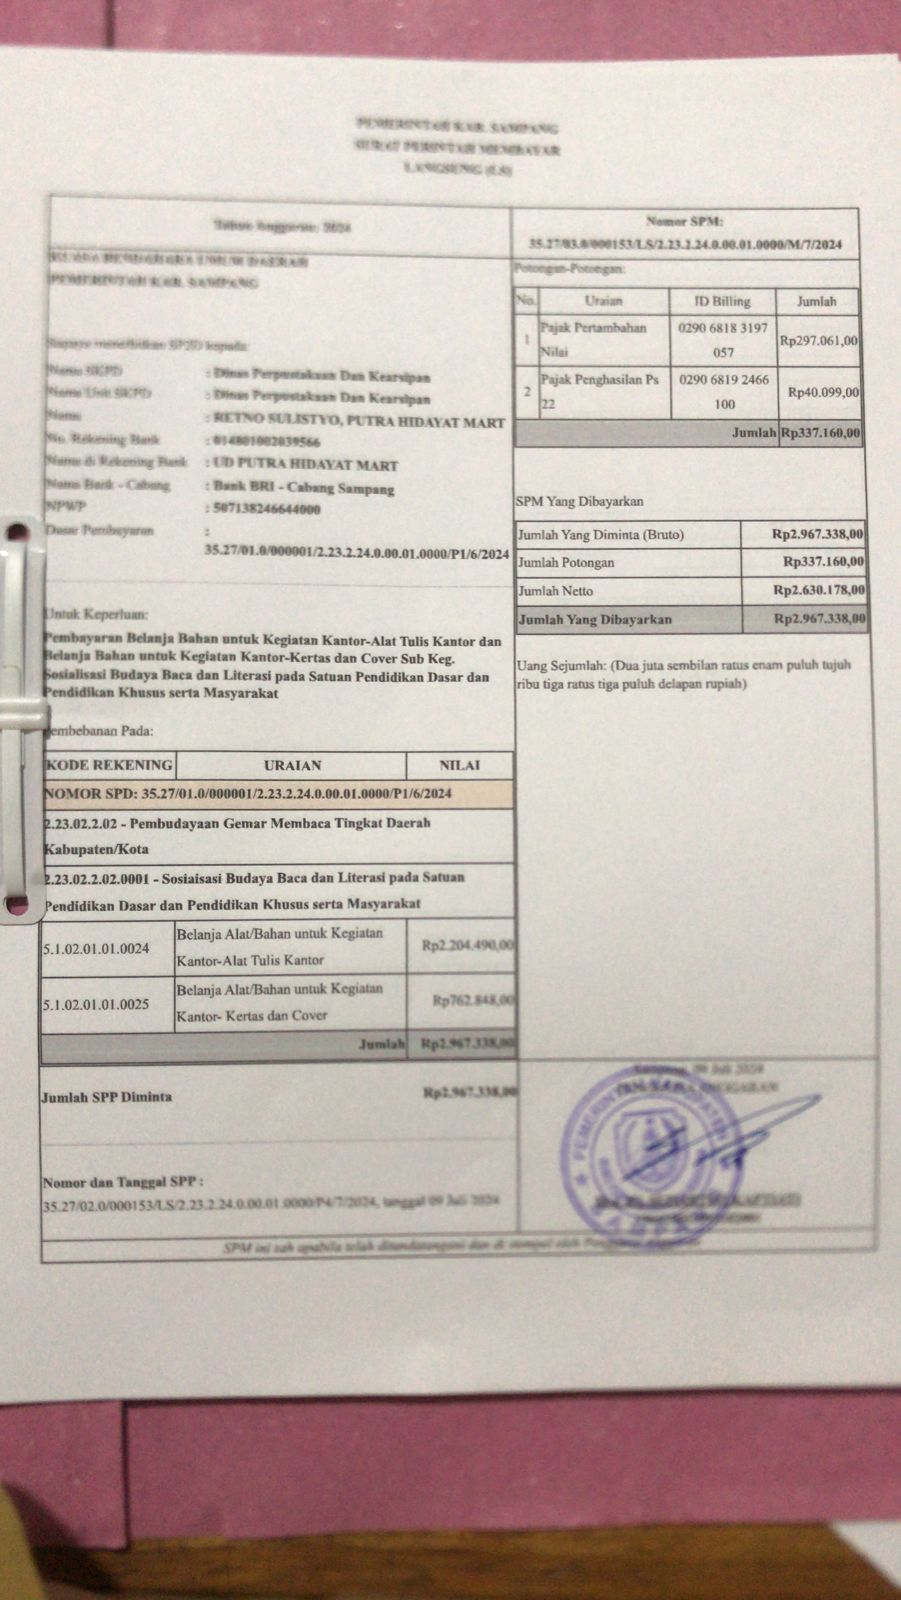 PEMERINTAH KAB. SAMPANG
SURAT PERINTAH MEMBAYAR
LANGSUNG (LS)
Tahun Anggaran: 2024
Nomor SPM:
35.27/03.0/000153/LS/2.23.2.24.0.00.01.0000/M/7/2024
KUASA BENDAHARA UMUM DAERAH
PEMERINTAH KAB. SAMPANG
Supaya menerbitkan SP2D kepada:
Nama SKPD : Dinas Perpustakaan Dan Kearsipan
Nama Unit SKPD : Dinas Perpustakaan Dan Kearsipan
Nama : RETNO SULISTYO, PUTRA HIDAYAT MART
No. Rekening Bank : 014801002039566
Nama di Rekening Bank : UD PUTRA HIDAYAT MART
Nama Bank - Cabang : Bank BRI - Cabang Sampang
NPWP : 507138246644000
Dasar Pembayaran :
35.27/01.0/000001/2.23.2.24.0.00.01.0000/P1/6/2024
Untuk Keperluan:
Pembayaran Belanja Bahan untuk Kegiatan Kantor-Alat Tulis Kantor dan
Belanja Bahan untuk Kegiatan Kantor-Kertas dan Cover Sub Keg.
Sosialisasi Budaya Baca dan Literasi pada Satuan Pendidikan Dasar dan
Pendidikan Khusus serta Masyarakat
Pembebanan Pada:
KODE REKENING URAIAN NILAI
NOMOR SPD: 35.27/01.0/000001/2.23.2.24.0.00.01.0000/P1/6/2024
2.23.02.2.02 - Pembudayaan Gemar Membaca Tingkat Daerah
Kabupaten/Kota
2.23.02.2.02.0001 - Sosiaisasi Budaya Baca dan Literasi pada Satuan
Pendidikan Dasar dan Pendidikan Khusus serta Masyarakat
5.1.02.01.01.0024 Belanja Alat/Bahan untuk Kegiatan Rp2.204.490,00
Kantor-Alat Tulis Kantor
5.1.02.01.01.0025 Belanja Alat/Bahan untuk Kegiatan Rp762.848,00
Kantor- Kertas dan Cover
Jumlah Rp2.967.338,00
Jumlah SPP Diminta Rp2.967.338,00
Nomor dan Tanggal SPP :
35.27/02.0/000153/LS/2.23.2.24.0.00.01.0000/P4/7/2024, tanggal 09 Juli 2024
Potongan-Potongan:
No. Uraian ID Billing Jumlah
1 Pajak Pertambahan 0290 6818 3197 Rp297.061,00
Nilai 057
2 Pajak Penghasilan Ps 0290 6819 2466 Rp40.099,00
22 100
Jumlah Rp337.160,00
SPM Yang Dibayarkan
Jumlah Yang Diminta (Bruto) Rp2.967.338,00
Jumlah Potongan Rp337.160,00
Jumlah Netto Rp2.630.178,00
Jumlah Yang Dibayarkan Rp2.967.338,00
Uang Sejumlah: (Dua juta sembilan ratus enam puluh tujuh
ribu tiga ratus tiga puluh delapan rupiah)
Sampang, 09 Juli 2024
PENGGUNA ANGGARAN
PEMERINTAH KABUPATEN
SPM ini sah apabila telah ditandatangani dan di stempel oleh